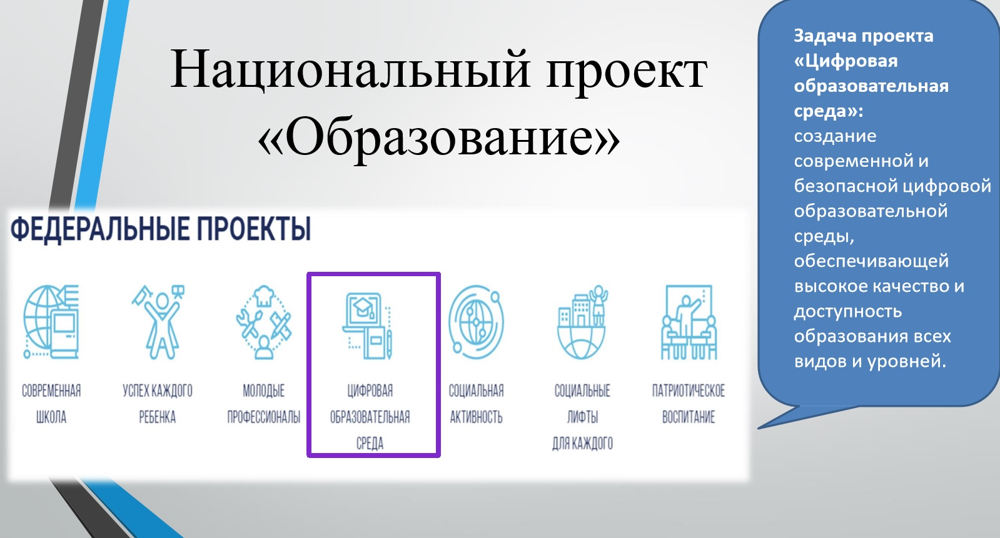 Национальный проект
«Образование»
ФЕДЕРАЛЬНЫЕ ПРОЕКТЫ
СОВРЕМЕННАЯ
ШКОЛА
УСПЕХ КАЖДОГО
РЕБЕНКА
МОЛОДЫЕ
ПРОФЕССИОНАЛЫ
ЦИФРОВАЯ
ОБРАЗОВАТЕЛЬНАЯ
СРЕДА
СОЦИАЛЬНАЯ
АКТИВНОСТЬ
СОЦИАЛЬНЫЕ
ЛИФТЫ
ДЛЯ КАЖДОГО
ПАТРИОТИЧЕСКОЕ
ВОСПИТАНИЕ
Задача проекта
«Цифровая
образовательная
среда»:
создание
современной и
безопасной цифровой
образовательной
среды,
обеспечивающей
высокое качество и
доступность
образования всех
видов и уровней.